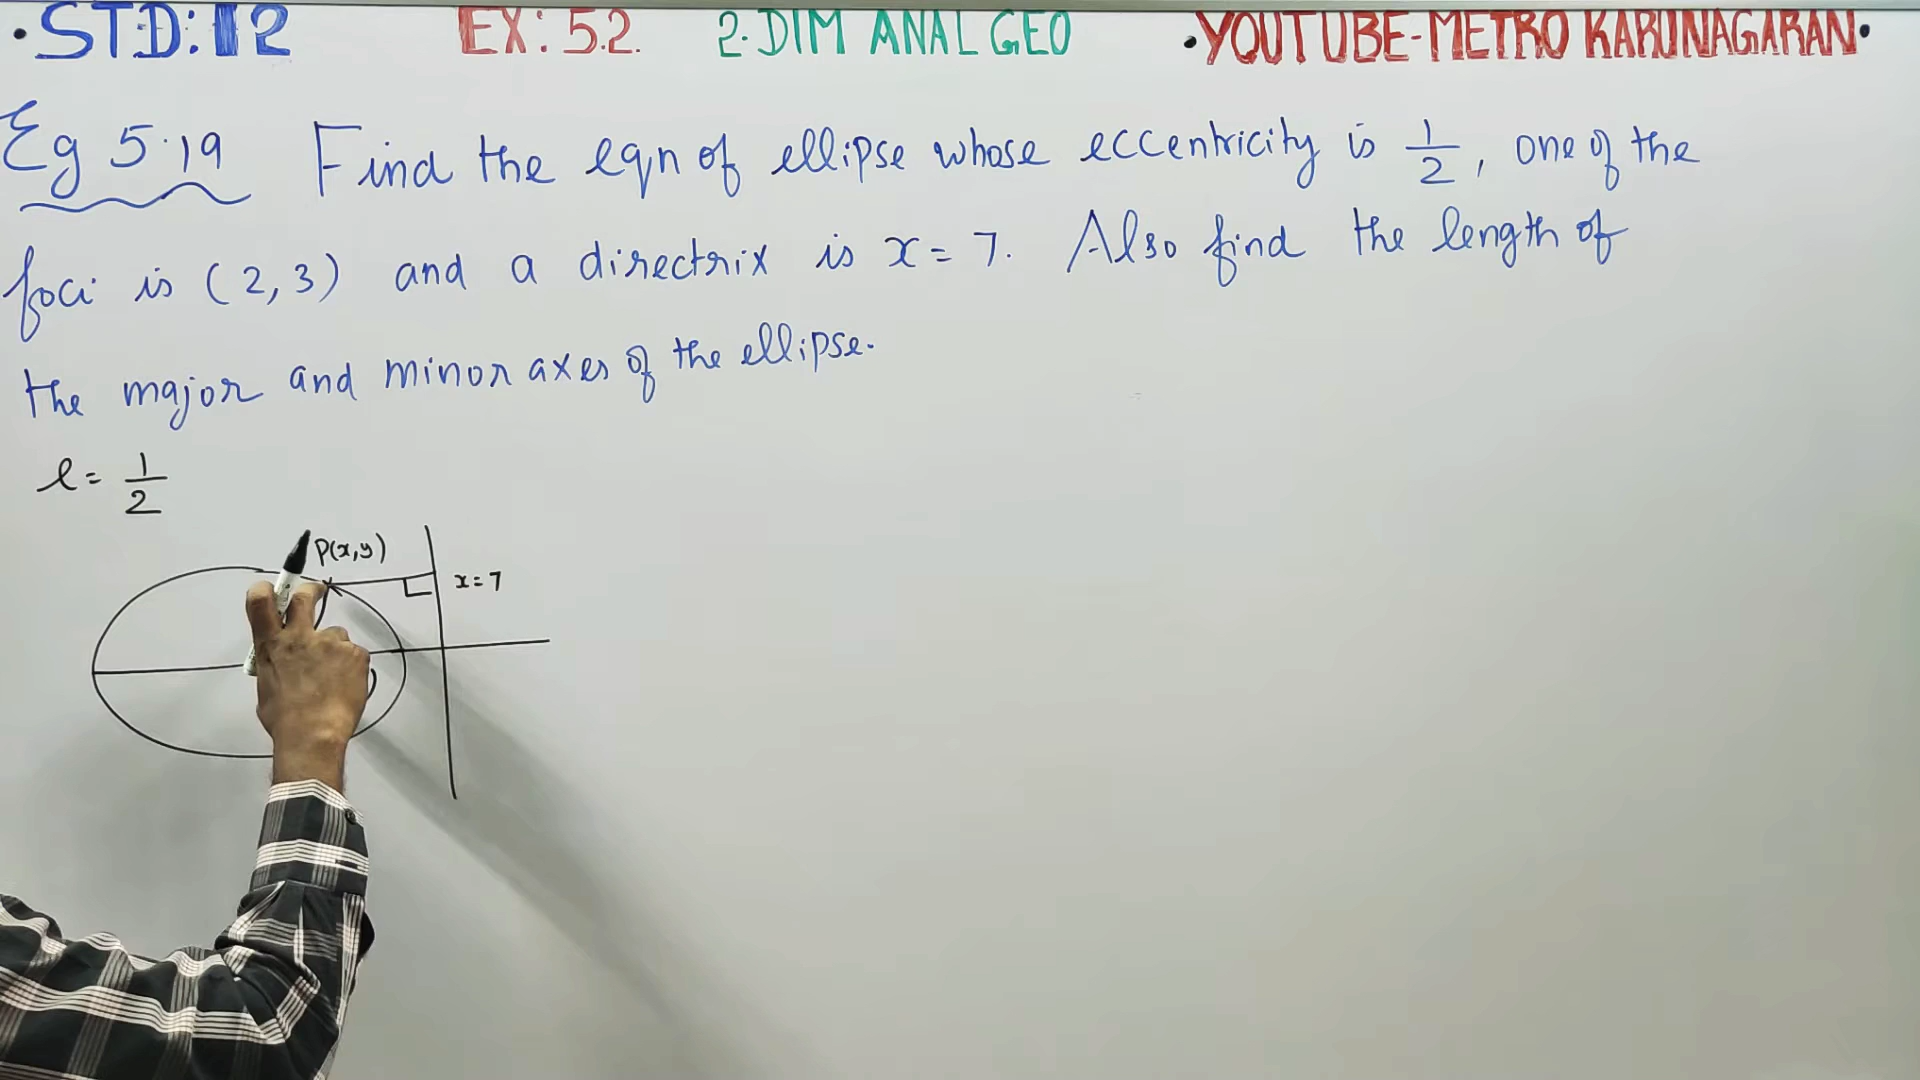 •STD: 12 EX: 5.2. 2-DIM ANAL GEO •YOUTUBE-METRO KARUNAGARAN•
Eg 5.19 Find the eqn of ellipse whose eccentricity is 1/2, one of the
foci is (2,3) and a directrix is x=7. Also find the length of
the major and minor axes of the ellipse.
e= 1/2
P(x,y)
x=7